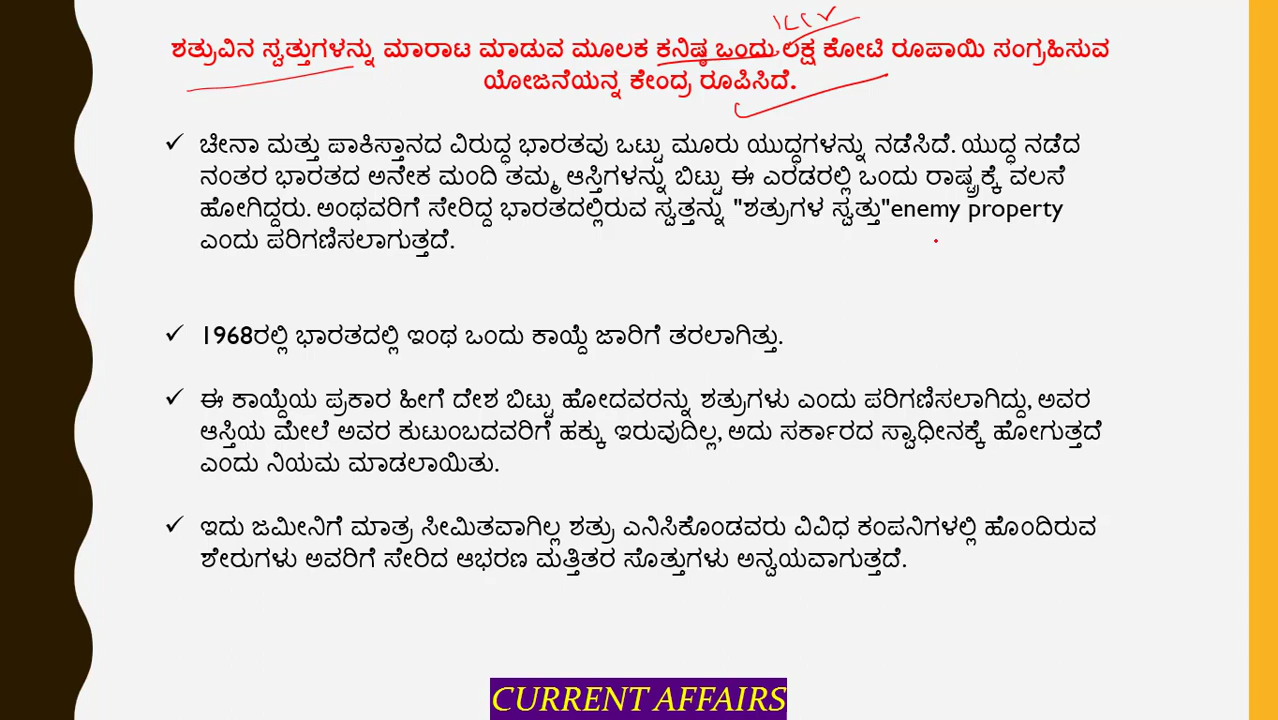 ಶತ್ರುವಿನ ಸ್ವತ್ತುಗಳನ್ನು ಮಾರಾಟ ಮಾಡುವ ಮೂಲಕ ಕನಿಷ್ಠ ಒಂದು ಲಕ್ಷ ಕೋಟಿ ರೂಪಾಯಿ ಸಂಗ್ರಹಿಸುವ
ಯೋಜನೆಯನ್ನ ಕೇಂದ್ರ ರೂಪಿಸಿದೆ.
✓ ಚೀನಾ ಮತ್ತು ಪಾಕಿಸ್ತಾನದ ವಿರುದ್ಧ ಭಾರತವು ಒಟ್ಟು ಮೂರು ಯುದ್ಧಗಳನ್ನು ನಡೆಸಿದೆ. ಯುದ್ಧ ನಡೆದ
ನಂತರ ಭಾರತದ ಅನೇಕ ಮಂದಿ ತಮ್ಮ ಆಸ್ತಿಗಳನ್ನು ಬಿಟ್ಟು ಈ ಎರಡರಲ್ಲಿ ಒಂದು ರಾಷ್ಟ್ರಕ್ಕೆ ವಲಸೆ
ಹೋಗಿದ್ದರು. ಅಂಥವರಿಗೆ ಸೇರಿದ್ದ ಭಾರತದಲ್ಲಿರುವ ಸ್ವತ್ತನ್ನು "ಶತ್ರುಗಳ ಸ್ವತ್ತು"enemy property
ಎಂದು ಪರಿಗಣಿಸಲಾಗುತ್ತದೆ.
✓ 1968ರಲ್ಲಿ ಭಾರತದಲ್ಲಿ ಇಂಥ ಒಂದು ಕಾಯ್ದೆ ಜಾರಿಗೆ ತರಲಾಗಿತ್ತು.
✓ ಈ ಕಾಯ್ದೆಯ ಪ್ರಕಾರ ಹೀಗೆ ದೇಶ ಬಿಟ್ಟು ಹೋದವರನ್ನು ಶತ್ರುಗಳು ಎಂದು ಪರಿಗಣಿಸಲಾಗಿದ್ದು, ಅವರ
ಆಸ್ತಿಯ ಮೇಲೆ ಅವರ ಕುಟುಂಬದವರಿಗೆ ಹಕ್ಕು ಇರುವುದಿಲ್ಲ, ಅದು ಸರ್ಕಾರದ ಸ್ವಾಧೀನಕ್ಕೆ ಹೋಗುತ್ತದೆ
ಎಂದು ನಿಯಮ ಮಾಡಲಾಯಿತು.
✓ ಇದು ಜಮೀನಿಗೆ ಮಾತ್ರ ಸೀಮಿತವಾಗಿಲ್ಲ ಶತ್ರು ಎನಿಸಿಕೊಂಡವರು ವಿವಿಧ ಕಂಪನಿಗಳಲ್ಲಿ ಹೊಂದಿರುವ
ಶೇರುಗಳು ಅವರಿಗೆ ಸೇರಿದ ಆಭರಣ ಮತ್ತಿತರ ಸೊತ್ತುಗಳು ಅನ್ವಯವಾಗುತ್ತದೆ.
CURRENT AFFAIRS